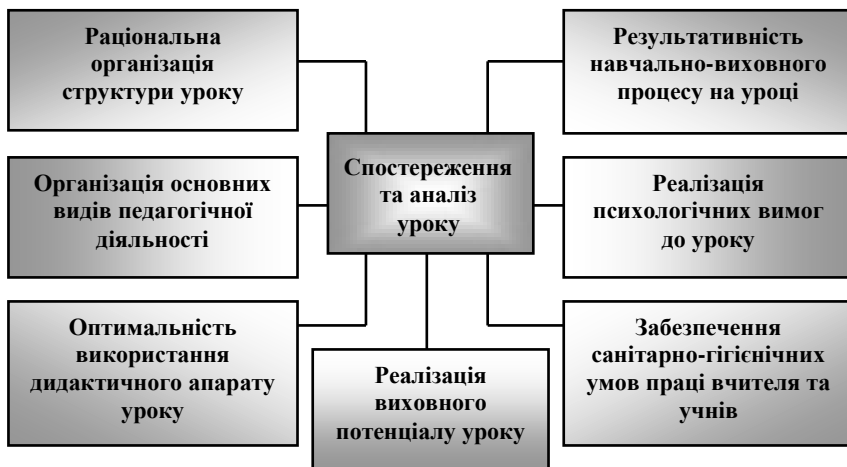 Раціональна
організація
структури уроку
Результативність
навчально-виховного
процесу на уроці
Спостереження
та аналіз
уроку
Організація основних
видів педагогічної
діяльності
Реалізація
психологічних вимог
до уроку
Оптимальність
використання
дидактичного апарату
уроку
Реалізація
виховного
потенціалу уроку
Забезпечення
санітарно-гігієнічних
умов праці вчителя та
учнів